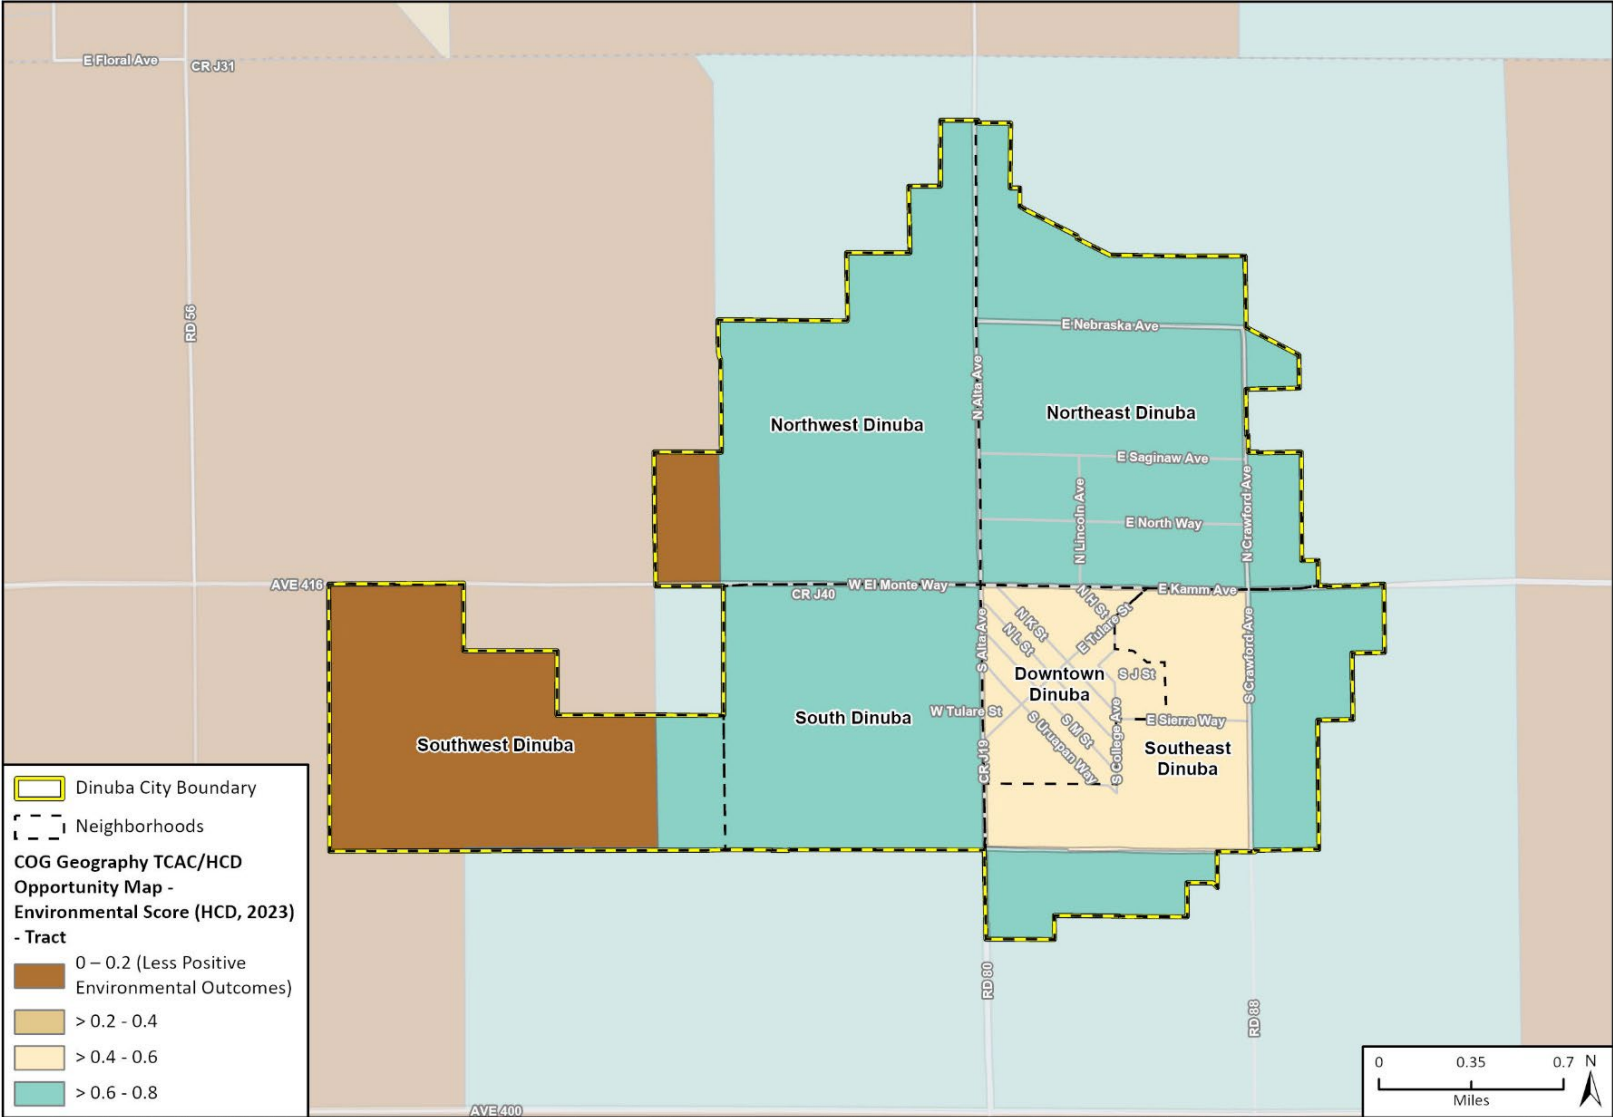 E Floral Ave
CR J31
RD 56
N Alta Ave
E Nebraska Ave
Northwest Dinuba
Northeast Dinuba
E Saginaw Ave
N Lincoln Ave
N Crawford Ave
E North Way
AVE 416
W El Monte Way
CR J40
E Kamm Ave
N H St
N K St
E Tulare St
N L St
S Alta Ave
S Crawford Ave
Downtown
Dinuba
S J St
W Tulare St
South Dinuba
S M St
S Uruapan Way
S College Ave
E Sierra Way
CR J19
Southwest Dinuba
Southeast
Dinuba
RD 80
RD 88
AVE 400
Dinuba City Boundary
Neighborhoods
COG Geography TCAC/HCD
Opportunity Map -
Environmental Score (HCD, 2023)
- Tract
0 – 0.2 (Less Positive
Environmental Outcomes)
> 0.2 - 0.4
> 0.4 - 0.6
> 0.6 - 0.8
0 0.35 0.7 N
Miles